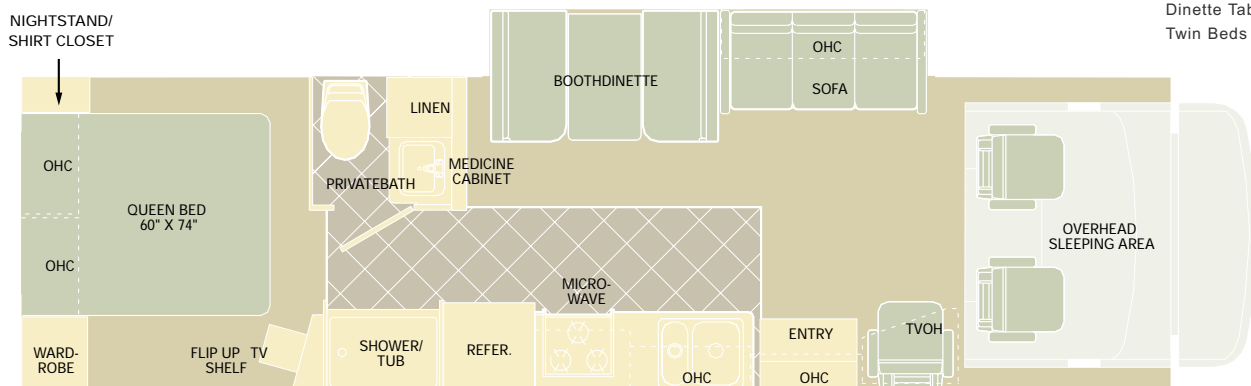 NIGHTSTAND/
SHIRT CLOSET
Dinette Tab
Twin Beds
OHC
SOFA
BOOTHDINETTE
LINEN
MEDICINE
CABINET
PRIVATEBATH
OHC
QUEEN BED
60" X 74"
OHC
OVERHEAD
SLEEPING AREA
MICRO-
WAVE
WARD-
ROBE
FLIP UP TV
SHELF
SHOWER/
TUB
REFER.
OHC
ENTRY
OHC
TVOH